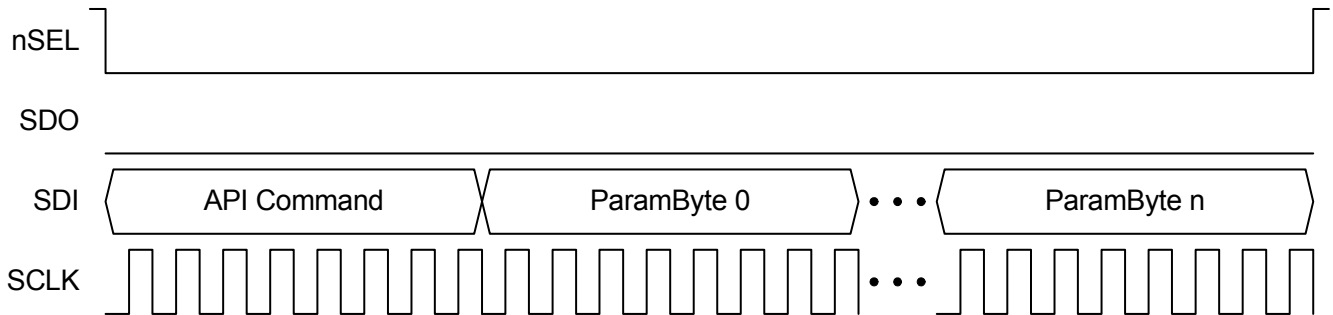 nSEL
SDO
SDI API Command ParamByte 0 ParamByte n
SCLK